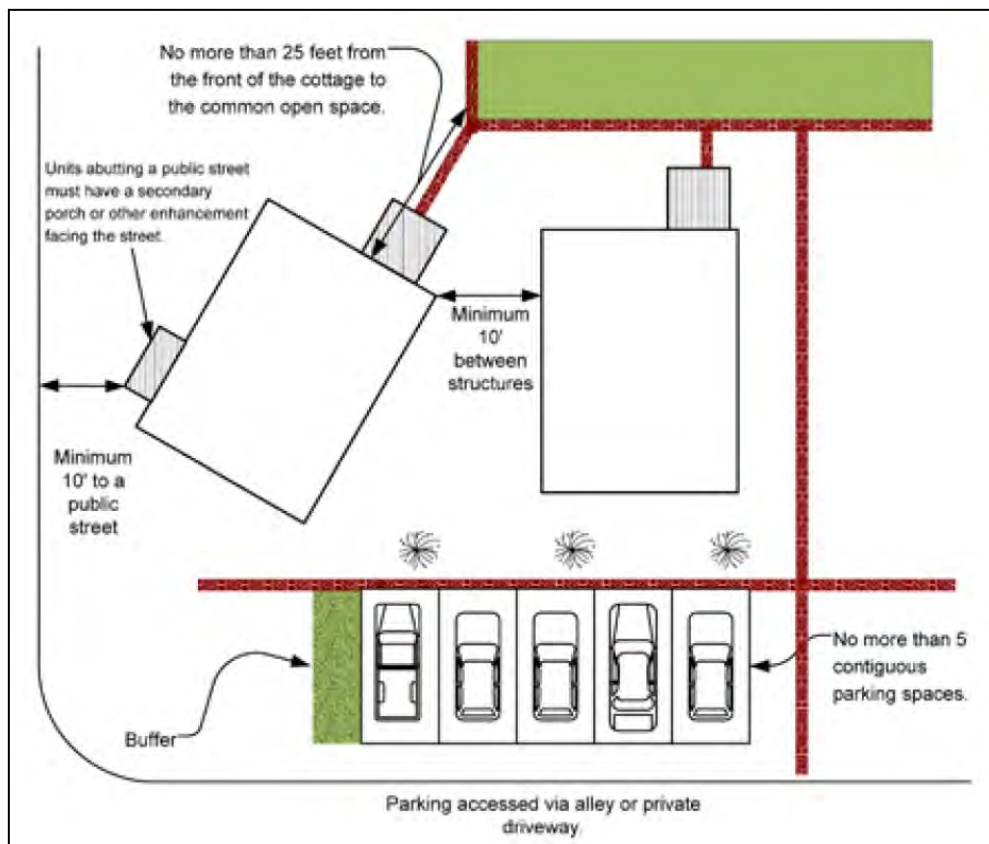 No more than 25 feet from
the front of the cottage to
the common open space.
Units abutting a public street
must have a secondary
porch or other enhancement
facing the street.
Minimum
10'
between
structures
Minimum
10' to a
public
street
No more than 5
contiguous
parking spaces.
Buffer
Parking accessed via alley or private
driveway.